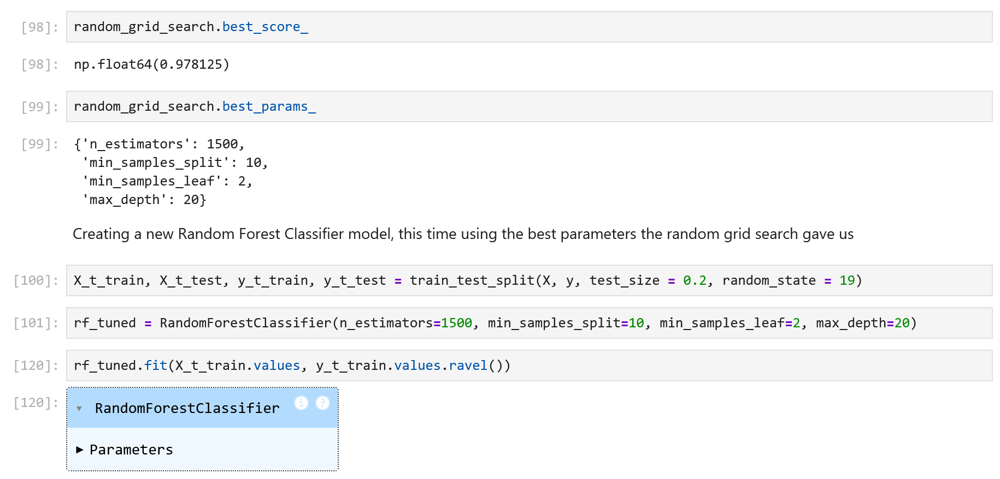 [98]: random_grid_search.best_score_
[98]: np.float64(0.978125)
[99]: random_grid_search.best_params_
[99]: {'n_estimators': 1500,
'min_samples_split': 10,
'min_samples_leaf': 2,
'max_depth': 20}
Creating a new Random Forest Classifier model, this time using the best parameters the random grid search gave us
[100]: X_t_train, X_t_test, y_t_train, y_t_test = train_test_split(X, y, test_size = 0.2, random_state = 19)
[101]: rf_tuned = RandomForestClassifier(n_estimators=1500, min_samples_split=10, min_samples_leaf=2, max_depth=20)
[120]: rf_tuned.fit(X_t_train.values, y_t_train.values.ravel())
[120]: ▼ RandomForestClassifier i ?
▶ Parameters